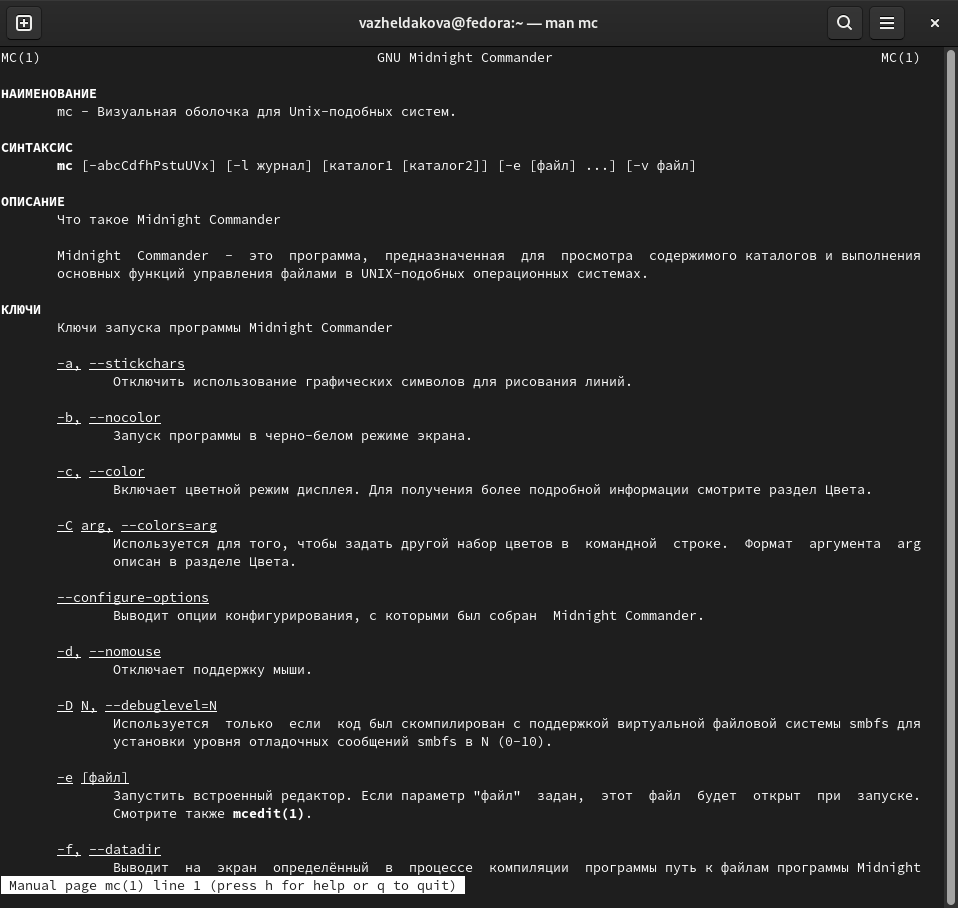 vazheldakova@fedora:~ — man mc
MC(1) GNU Midnight Commander MC(1)
НАИМЕНОВАНИЕ
mc - Визуальная оболочка для Unix-подобных систем.
СИНТАКСИС
mc [-abcCdfhPstuUVx] [-l журнал] [каталог1 [каталог2]] [-e [файл] ...] [-v файл]
ОПИСАНИЕ
Что такое Midnight Commander
Midnight Commander - это программа, предназначенная для просмотра содержимого каталогов и выполнения
основных функций управления файлами в UNIX-подобных операционных системах.
КЛЮЧИ
Ключи запуска программы Midnight Commander
-a, --stickchars
Отключить использование графических символов для рисования линий.
-b, --nocolor
Запуск программы в черно-белом режиме экрана.
-c, --color
Включает цветной режим дисплея. Для получения более подробной информации смотрите раздел Цвета.
-C arg, --colors=arg
Используется для того, чтобы задать другой набор цветов в командной строке. Формат аргумента arg
описан в разделе Цвета.
--configure-options
Выводит опции конфигурирования, с которыми был собран Midnight Commander.
-d, --nomouse
Отключает поддержку мыши.
-D N, --debuglevel=N
Используется только если код был скомпилирован с поддержкой виртуальной файловой системы smbfs для
установки уровня отладочных сообщений smbfs в N (0-10).
-e [файл]
Запустить встроенный редактор. Если параметр "файл" задан, этот файл будет открыт при запуске.
Смотрите также mcedit(1).
-f, --datadir
Выводит на экран определённый в процессе компиляции программы путь к файлам программы Midnight
Manual page mc(1) line 1 (press h for help or q to quit)